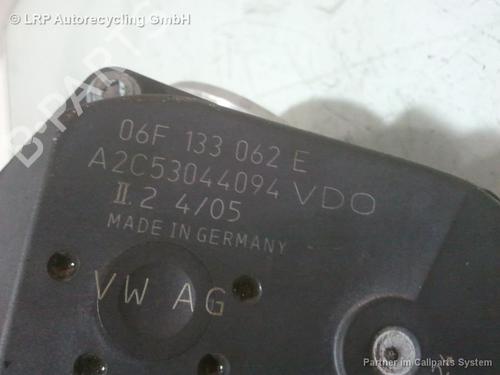 © LRP Autorecycling GmbH
06F 133 062 E
A2C53044094 VDO
II.2 4/05
MADE IN GERMANY
VW AG
Partner im Callparts System